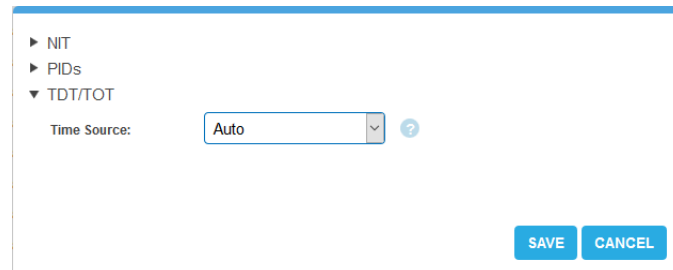 NIT
PIDs
TDT/TOT
Time Source: Auto ?
SAVE CANCEL